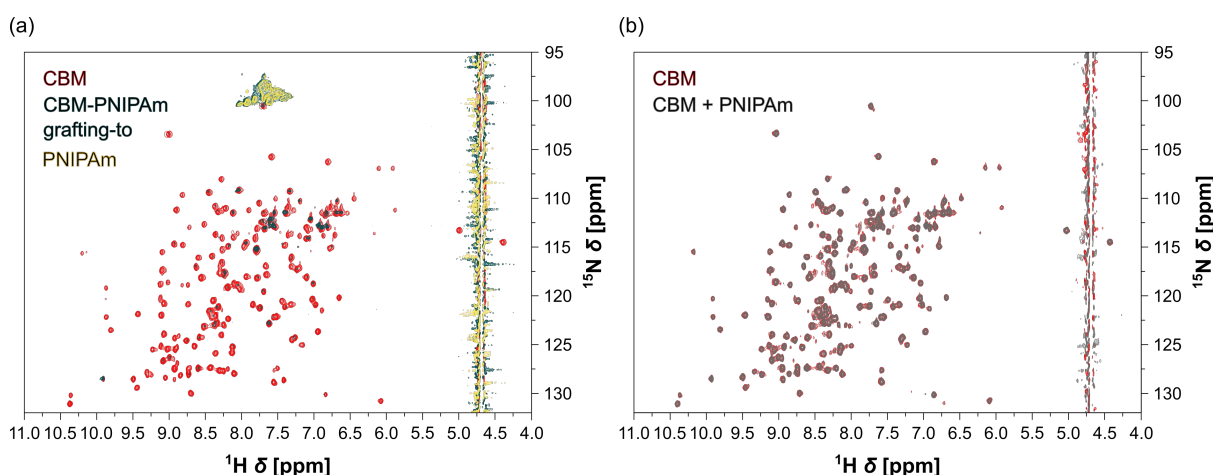 (a)
CBM
CBM-PNIPAm
grafting-to
PNIPAm
95
100
105
110
115
120
125
130
¹⁵N δ [ppm]
11.0 10.5 10.0 9.5 9.0 8.5 8.0 7.5 7.0 6.5 6.0 5.5 5.0 4.5 4.0
¹H δ [ppm]
(b)
CBM
CBM + PNIPAm
95
100
105
110
115
120
125
130
¹⁵N δ [ppm]
11.0 10.5 10.0 9.5 9.0 8.5 8.0 7.5 7.0 6.5 6.0 5.5 5.0 4.5 4.0
¹H δ [ppm]